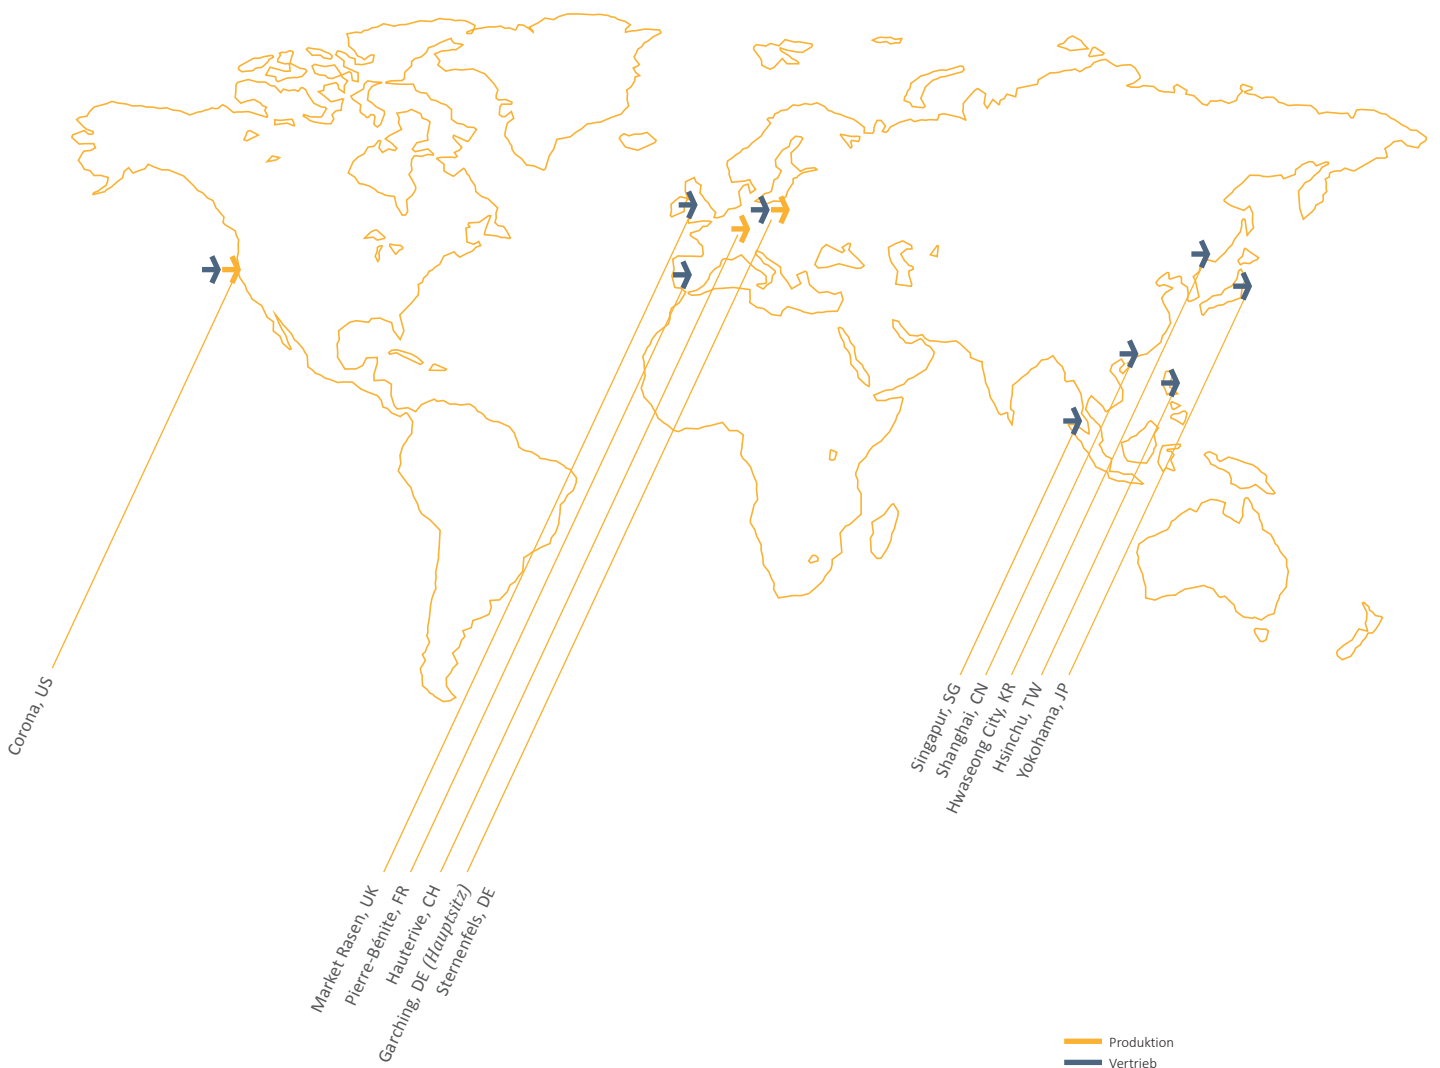 Corona, US
Market Rasen, UK
Pierre-Bénite, FR
Hauterive, CH
Garching, DE (Hauptsitz)
Sternenfels, DE
Singapur, SG
Shanghai, CN
Hwaseong City, KR
Hsinchu, TW
Yokohama, JP
Produktion
Vertrieb